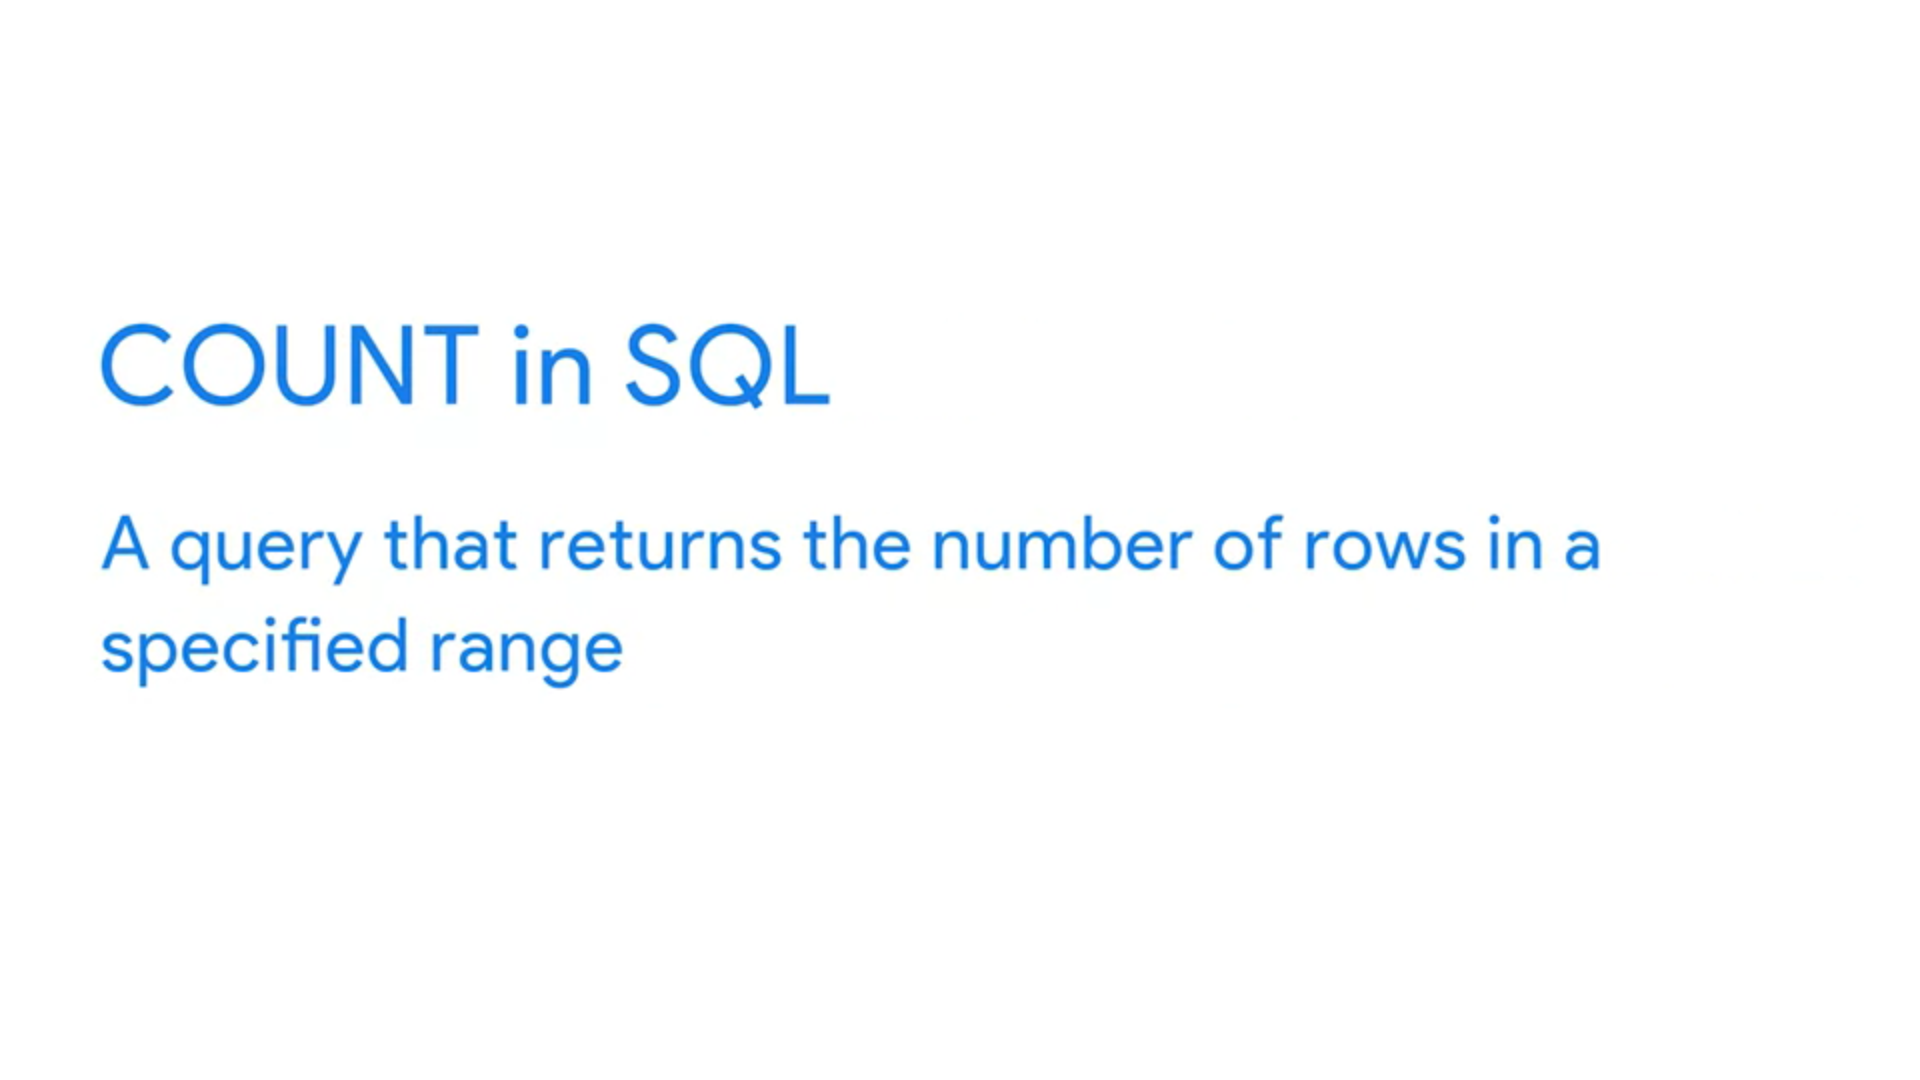 COUNT in SQL
A query that returns the number of rows in a
specified range